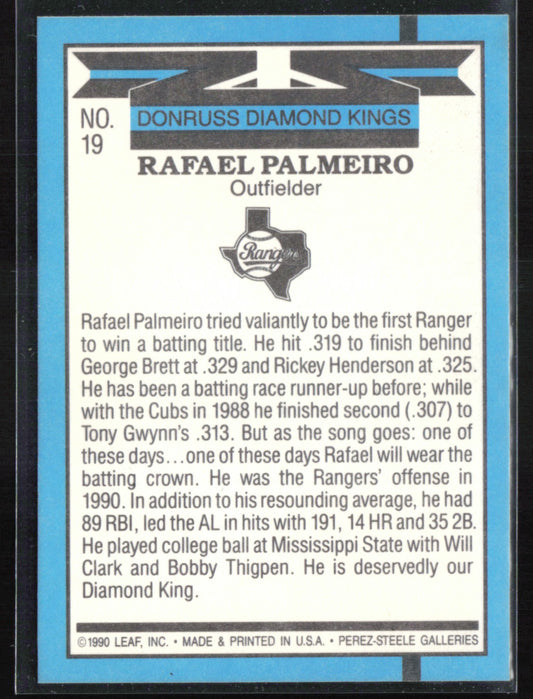 NO.
19
DONRUSS DIAMOND KINGS
RAFAEL PALMEIRO
Outfielder
Rangers
Rafael Palmeiro tried valiantly to be the first Ranger
to win a batting title. He hit .319 to finish behind
George Brett at .329 and Rickey Henderson at .325.
He has been a batting race runner-up before; while
with the Cubs in 1988 he finished second (.307) to
Tony Gwynn's .313. But as the song goes: one of
these days...one of these days Rafael will wear the
batting crown. He was the Rangers' offense in
1990. In addition to his resounding average, he had
89 RBI, led the AL in hits with 191, 14 HR and 35 2B.
He played college ball at Mississippi State with Will
Clark and Bobby Thigpen. He is deservedly our
Diamond King.
©1990 LEAF, INC. • MADE & PRINTED IN U.S.A. • PEREZ-STEELE GALLERIES